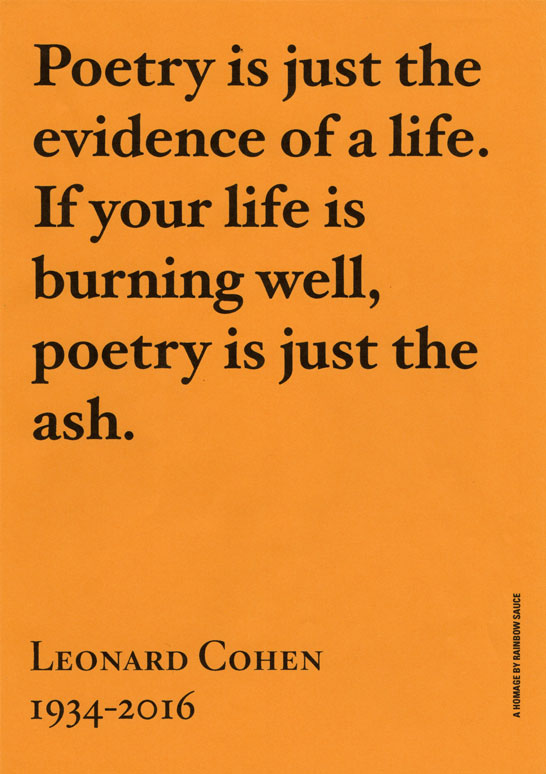 Poetry is just the
evidence of a life.
If your life is
burning well,
poetry is just the
ash.
LEONARD COHEN
1934-2016
A HOMAGE BY RAINBOW SAUCE